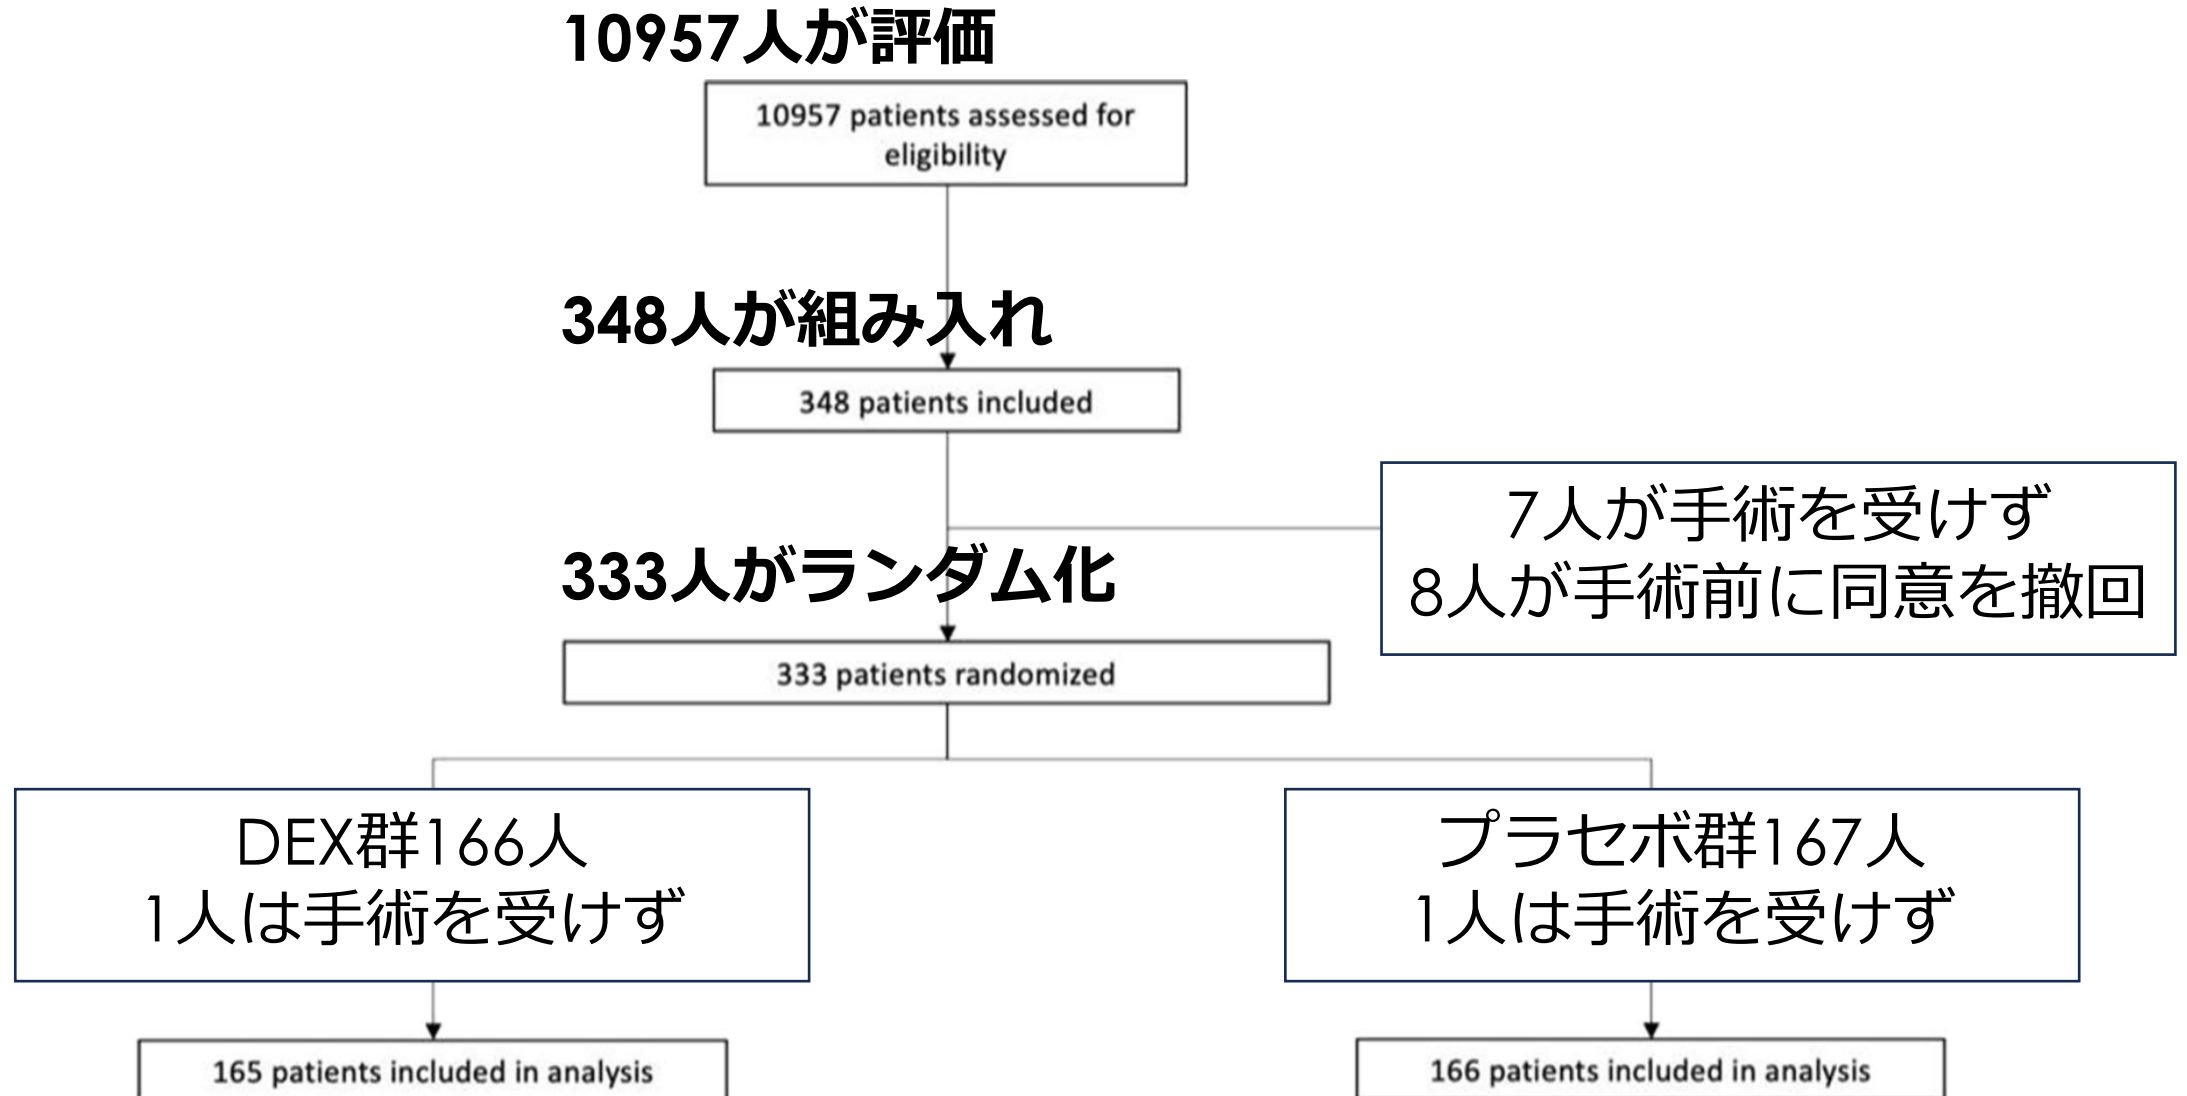 10957人が評価
10957 patients assessed for
eligibility
348人が組み入れ
348 patients included
7人が手術を受けず
8人が手術前に同意を撤回
333人がランダム化
333 patients randomized
DEX群166人
1人は手術を受けず
プラセボ群167人
1人は手術を受けず
165 patients included in analysis
166 patients included in analysis